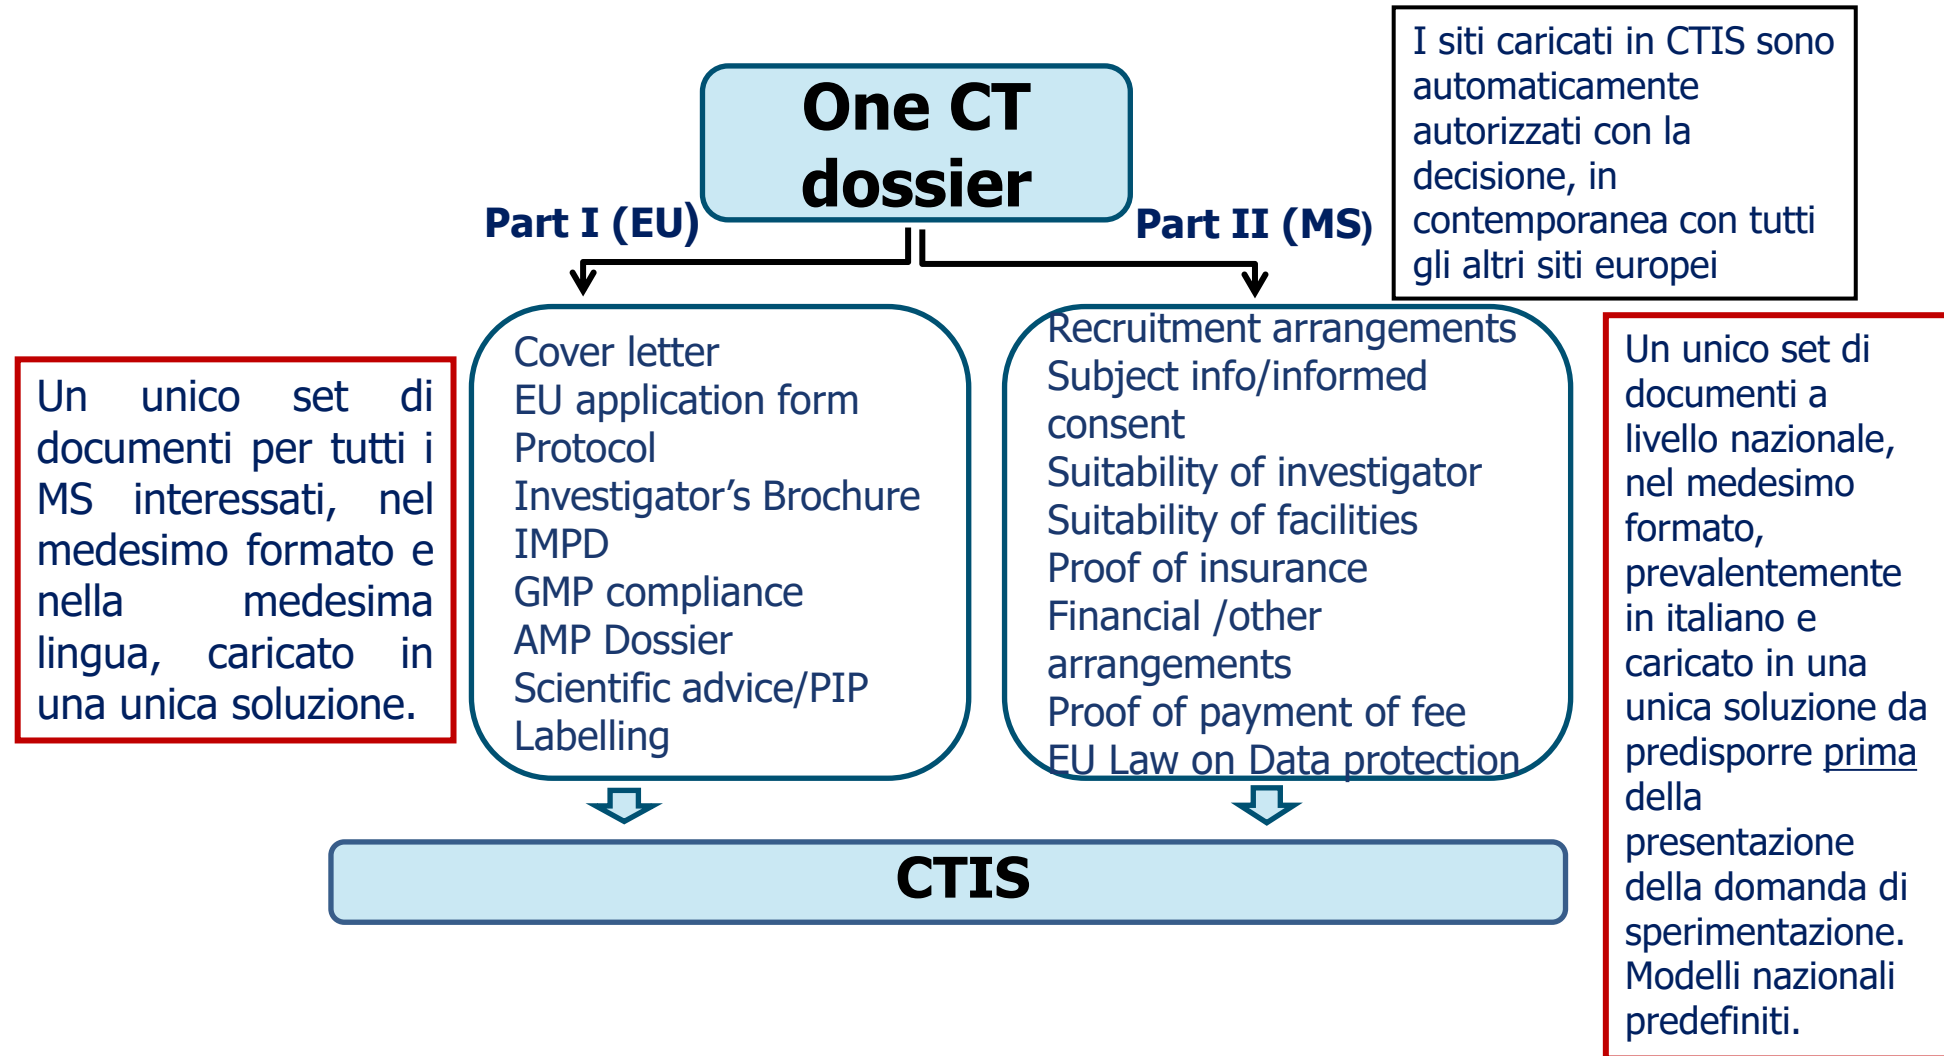 One CT
dossier
I siti caricati in CTIS sono
automaticamente
autorizzati con la
decisione, in
contemporanea con tutti
gli altri siti europei
Part I (EU)
Part II (MS)
Un unico set di
documenti per tutti i
MS interessati, nel
medesimo formato e
nella medesima
lingua, caricato in
una unica soluzione.
Cover letter
EU application form
Protocol
Investigator’s Brochure
IMPD
GMP compliance
AMP Dossier
Scientific advice/PIP
Labelling
Recruitment arrangements
Subject info/informed
consent
Suitability of investigator
Suitability of facilities
Proof of insurance
Financial /other
arrangements
Proof of payment of fee
EU Law on Data protection
Un unico set di
documenti a
livello nazionale,
nel medesimo
formato,
prevalentemente
in italiano e
caricato in una
unica soluzione da
predisporre prima
della
presentazione
della domanda di
sperimentazione.
Modelli nazionali
predefiniti.
CTIS